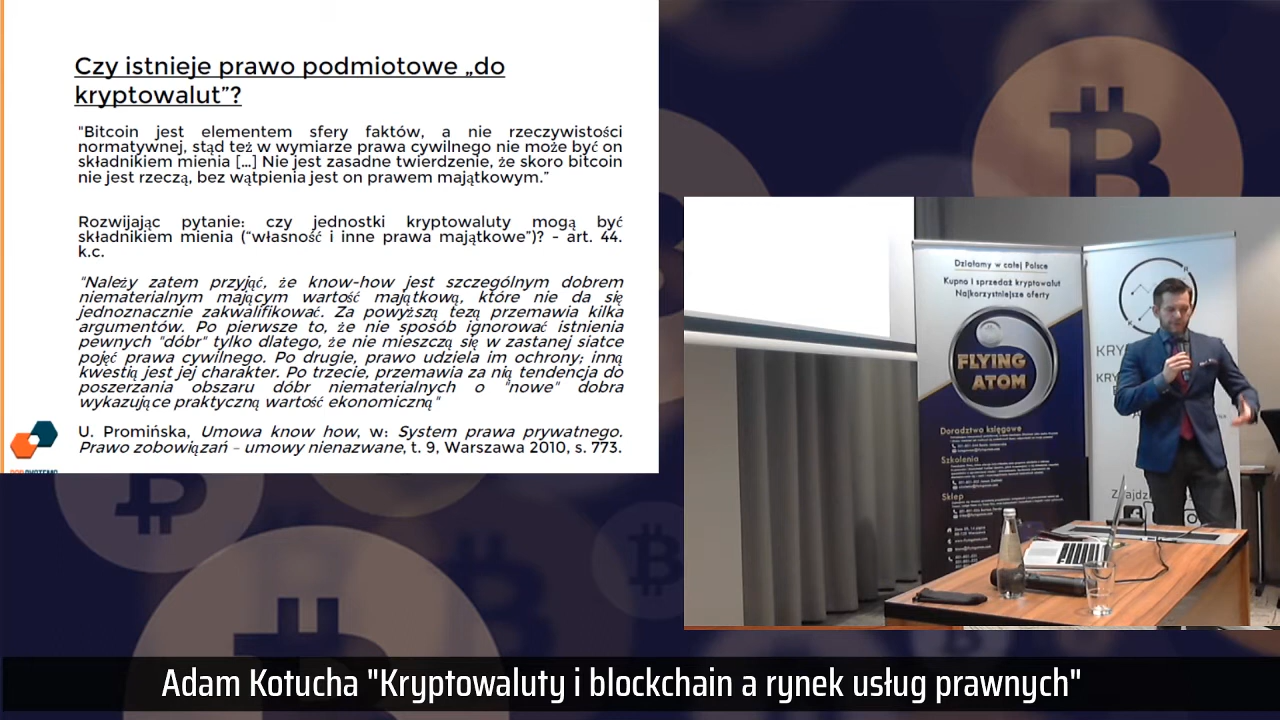 Czy istnieje prawo podmiotowe „do
kryptowalut”?
"Bitcoin jest elementem sfery faktów, a nie rzeczywistości
normatywnej, stąd też w wymiarze prawa cywilnego nie może być on
składnikiem mienia [...] Nie jest zasadne twierdzenie, że skoro bitcoin
nie jest rzeczą, bez wątpienia jest on prawem majątkowym.”
Rozwijając pytanie: czy jednostki kryptowaluty mogą być
składnikiem mienia (“własność i inne prawa majątkowe”)? - art. 44.
k.c.
"Należy zatem przyjąć, że know-how jest szczególnym dobrem
niematerialnym mającym wartość majątkową, które nie da się
jednoznacznie zakwalifikować. Za powyższą tezą przemawia kilka
argumentów. Po pierwsze to, że nie sposób ignorować istnienia
pewnych "dóbr" tylko dlatego, że nie mieszczą się w zastanej siatce
pojęć prawa cywilnego. Po drugie, prawo udziela im ochrony; inną
kwestią jest jej charakter. Po trzecie, przemawia za nią tendencja do
poszerzania obszaru dóbr niematerialnych o "nowe" dobra
wykazujące praktyczną wartość ekonomiczną"
U. Promińska, Umowa know how, w: System prawa prywatnego.
Prawo zobowiązań – umowy nienazwane, t. 9, Warszawa 2010, s. 773.
Działamy w całej Polsce
Kupno i sprzedaż kryptowalut
Najkorzystniejsze oferty
FLYING
ATOM
Doradztwo księgowe
Szkolenia
Sklep
Adam Kotucha "Kryptowaluty i blockchain a rynek usług prawnych"